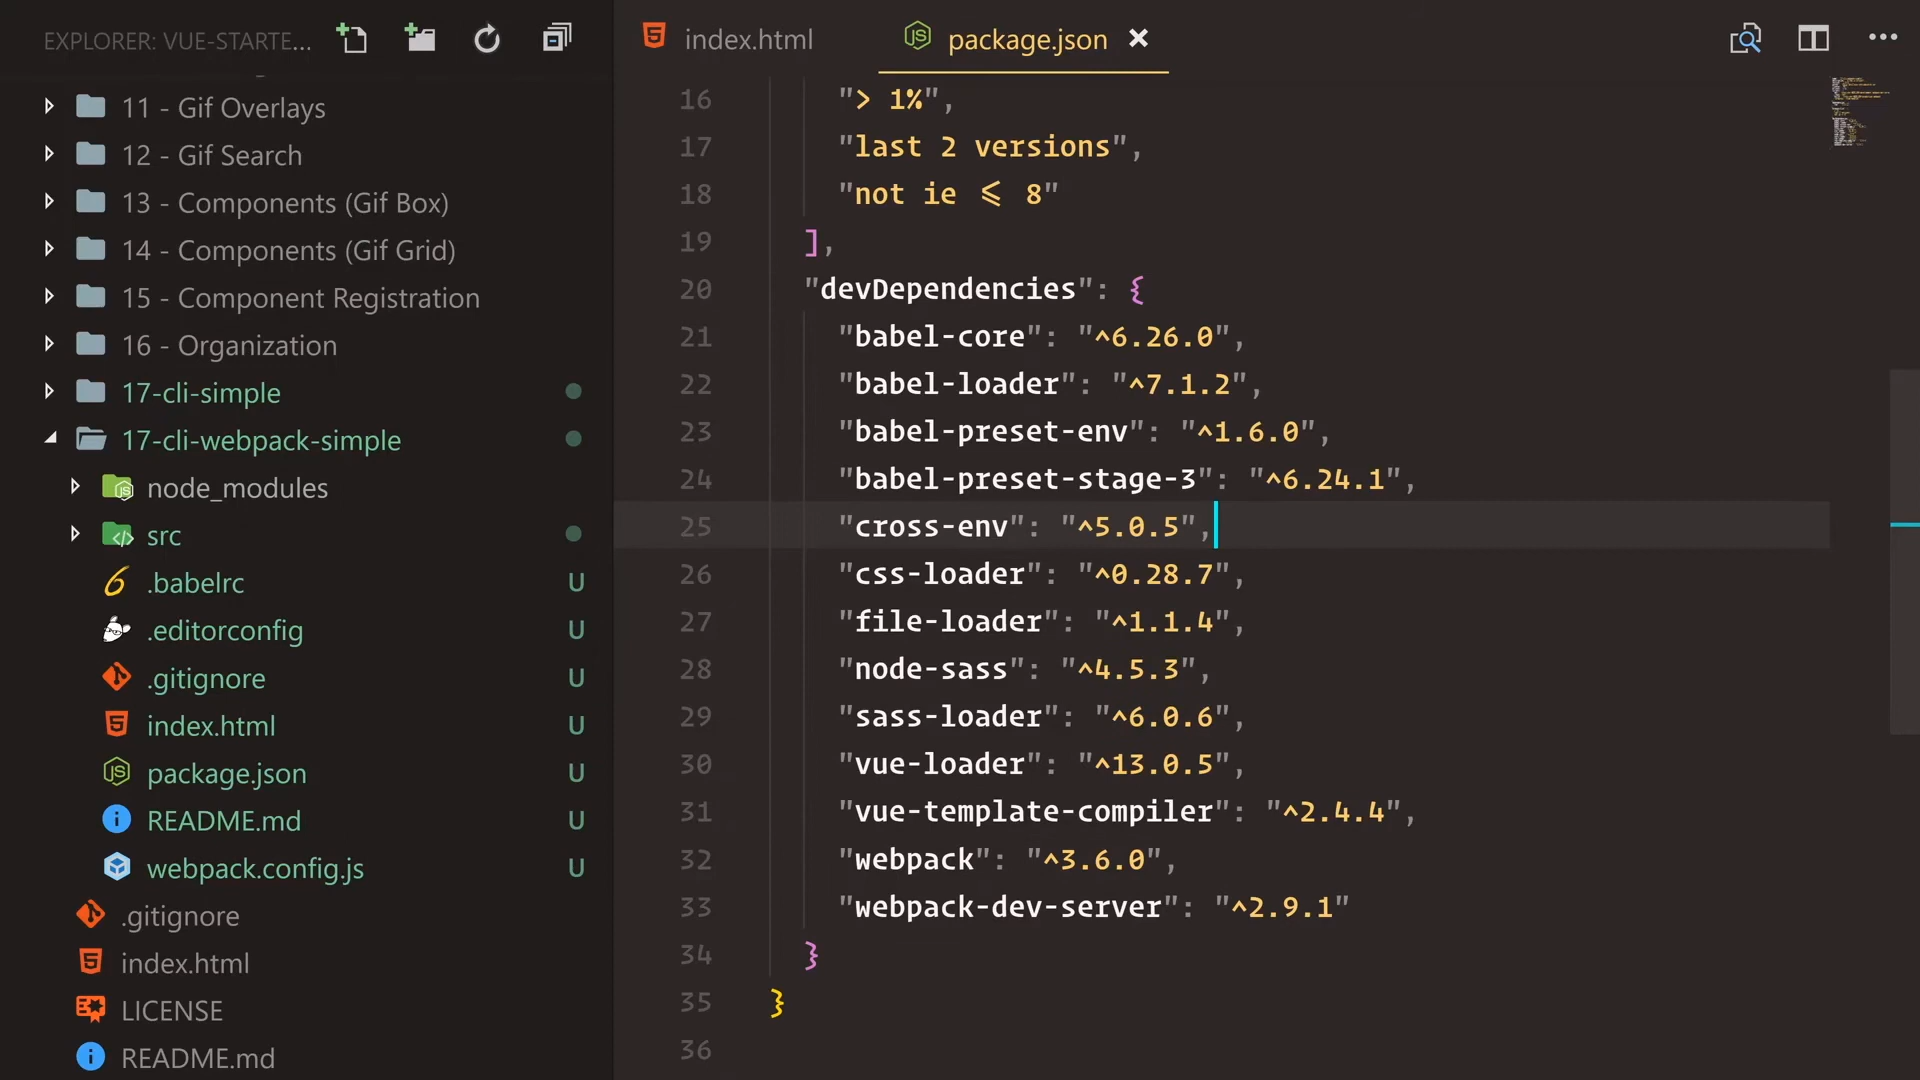 EXPLORER: VUE-STARTE...
11 - Gif Overlays
12 - Gif Search
13 - Components (Gif Box)
14 - Components (Gif Grid)
15 - Component Registration
16 - Organization
17-cli-simple
17-cli-webpack-simple
node_modules
src
.babelrc U
.editorconfig U
.gitignore U
index.html U
package.json U
README.md U
webpack.config.js U
.gitignore
index.html
LICENSE
README.md
index.html
package.json
16 "> 1%",
17 "last 2 versions",
18 "not ie <= 8"
19 ],
20 "devDependencies": {
21 "babel-core": "^6.26.0",
22 "babel-loader": "^7.1.2",
23 "babel-preset-env": "^1.6.0",
24 "babel-preset-stage-3": "^6.24.1",
25 "cross-env": "^5.0.5",
26 "css-loader": "^0.28.7",
27 "file-loader": "^1.1.4",
28 "node-sass": "^4.5.3",
29 "sass-loader": "^6.0.6",
30 "vue-loader": "^13.0.5",
31 "vue-template-compiler": "^2.4.4",
32 "webpack": "^3.6.0",
33 "webpack-dev-server": "^2.9.1"
34 }
35 }
36